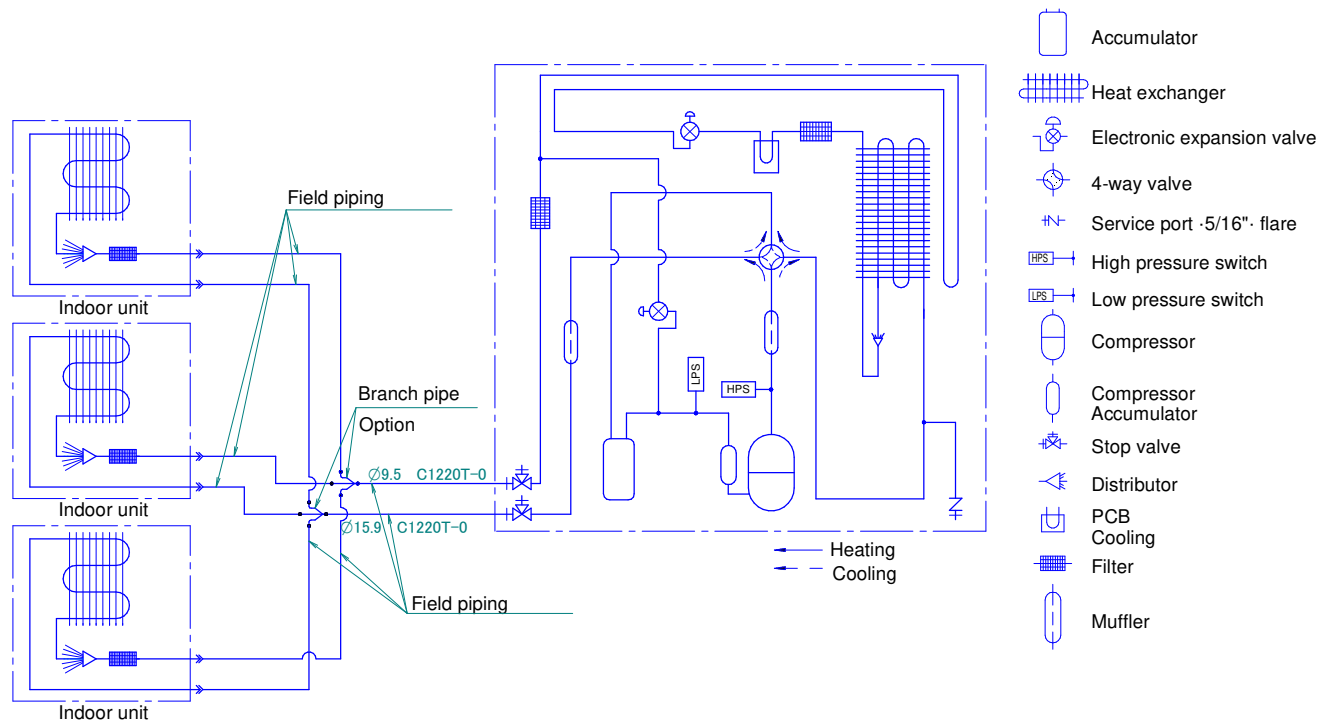 Indoor unit
Indoor unit
Indoor unit
Field piping
Branch pipe
Option
∅9.5 C1220T-0
∅15.9 C1220T-0
Field piping
LPS
HPS
Heating
Cooling
Accumulator
Heat exchanger
Electronic expansion valve
4-way valve
Service port ·5/16"· flare
HPS
High pressure switch
LPS
Low pressure switch
Compressor
Compressor
Accumulator
Stop valve
Distributor
PCB
Cooling
Filter
Muffler